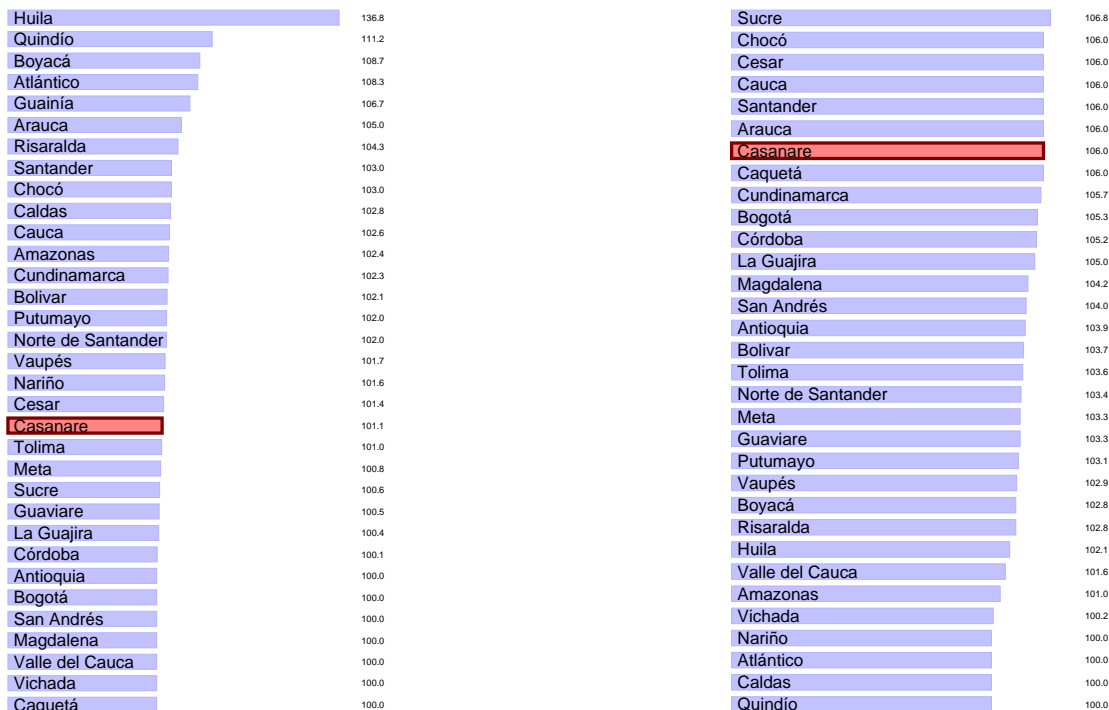 Huila 136.8
Quindío 111.2
Boyacá 108.7
Atlántico 108.3
Guainía 106.7
Arauca 105.0
Risaralda 104.3
Santander 103.0
Chocó 103.0
Caldas 102.8
Cauca 102.6
Amazonas 102.4
Cundinamarca 102.3
Bolivar 102.1
Putumayo 102.0
Norte de Santander 102.0
Vaupés 101.7
Nariño 101.6
Cesar 101.4
Casanare 101.1
Tolima 101.0
Meta 100.8
Sucre 100.6
Guaviare 100.5
La Guajira 100.4
Córdoba 100.1
Antioquia 100.0
Bogotá 100.0
San Andrés 100.0
Magdalena 100.0
Valle del Cauca 100.0
Vichada 100.0
Caquetá 100.0
Sucre 106.8
Chocó 106.0
Cesar 106.0
Cauca 106.0
Santander 106.0
Arauca 106.0
Casanare 106.0
Caquetá 106.0
Cundinamarca 105.7
Bogotá 105.3
Córdoba 105.2
La Guajira 105.0
Magdalena 104.2
San Andrés 104.0
Antioquia 103.9
Bolivar 103.7
Tolima 103.6
Norte de Santander 103.4
Meta 103.3
Guaviare 103.3
Putumayo 103.1
Vaupés 102.9
Boyacá 102.8
Risaralda 102.8
Huila 102.1
Valle del Cauca 101.6
Amazonas 101.0
Vichada 100.2
Nariño 100.0
Atlántico 100.0
Caldas 100.0
Quindío 100.0